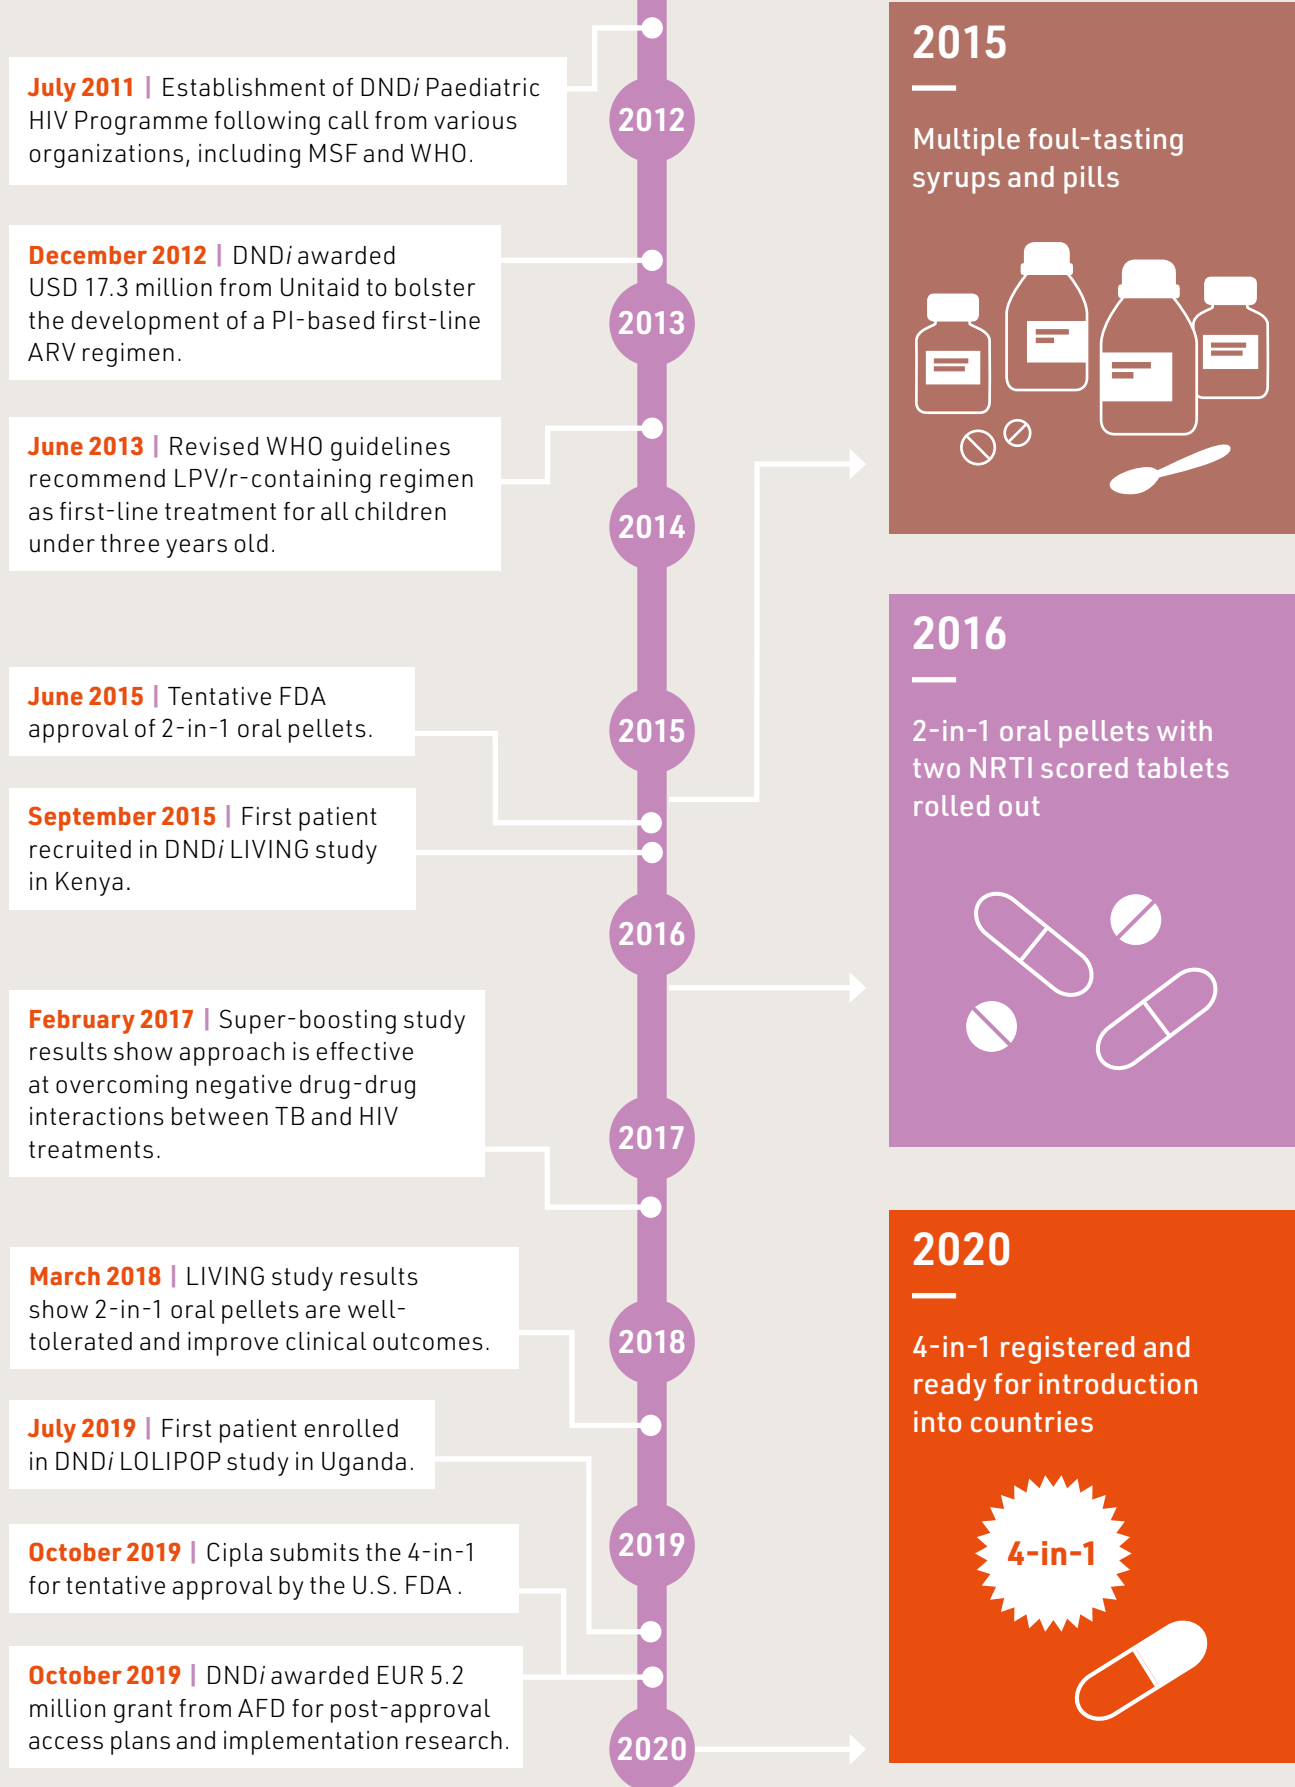 July 2011 | Establishment of DNDi Paediatric
HIV Programme following call from various
organizations, including MSF and WHO.
December 2012 | DNDi awarded
USD 17.3 million from Unitaid to bolster
the development of a PI-based first-line
ARV regimen.
June 2013 | Revised WHO guidelines
recommend LPV/r-containing regimen
as first-line treatment for all children
under three years old.
June 2015 | Tentative FDA
approval of 2-in-1 oral pellets.
September 2015 | First patient
recruited in DNDi LIVING study
in Kenya.
February 2017 | Super-boosting study
results show approach is effective
at overcoming negative drug-drug
interactions between TB and HIV
treatments.
March 2018 | LIVING study results
show 2-in-1 oral pellets are well-
tolerated and improve clinical outcomes.
July 2019 | First patient enrolled
in DNDi LOLIPOP study in Uganda.
October 2019 | Cipla submits the 4-in-1
for tentative approval by the U.S. FDA .
October 2019 | DNDi awarded EUR 5.2
million grant from AFD for post-approval
access plans and implementation research.
2012
2013
2014
2015
2016
2017
2018
2019
2020
2015
Multiple foul-tasting
syrups and pills
2016
2-in-1 oral pellets with
two NRTI scored tablets
rolled out
2020
4-in-1 registered and
ready for introduction
into countries
4-in-1